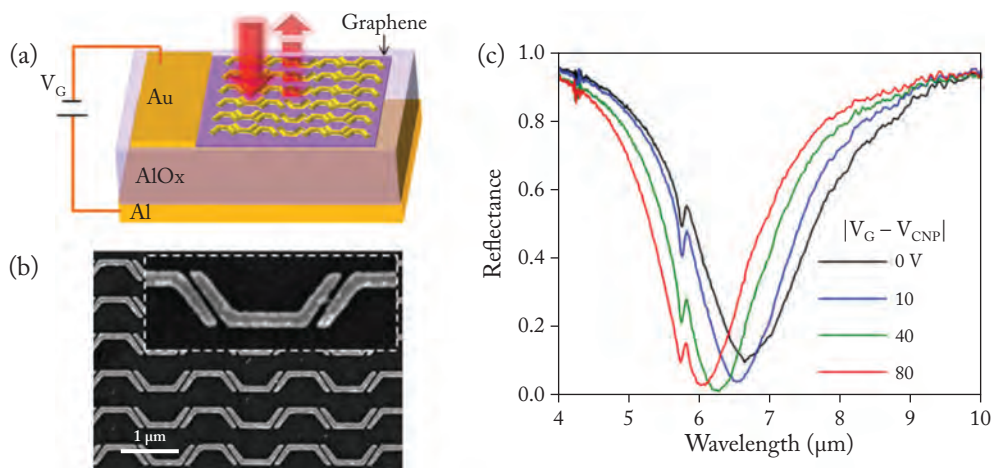 (a)
Graphene
V_G
Au
AlOx
Al
(b)
1 μm
(c)
Reflectance
1.0
0.8
0.6
0.4
0.2
0.0
4 5 6 7 8 9 10
Wavelength (μm)
|V_G – V_CNP|
0 V
10
40
80